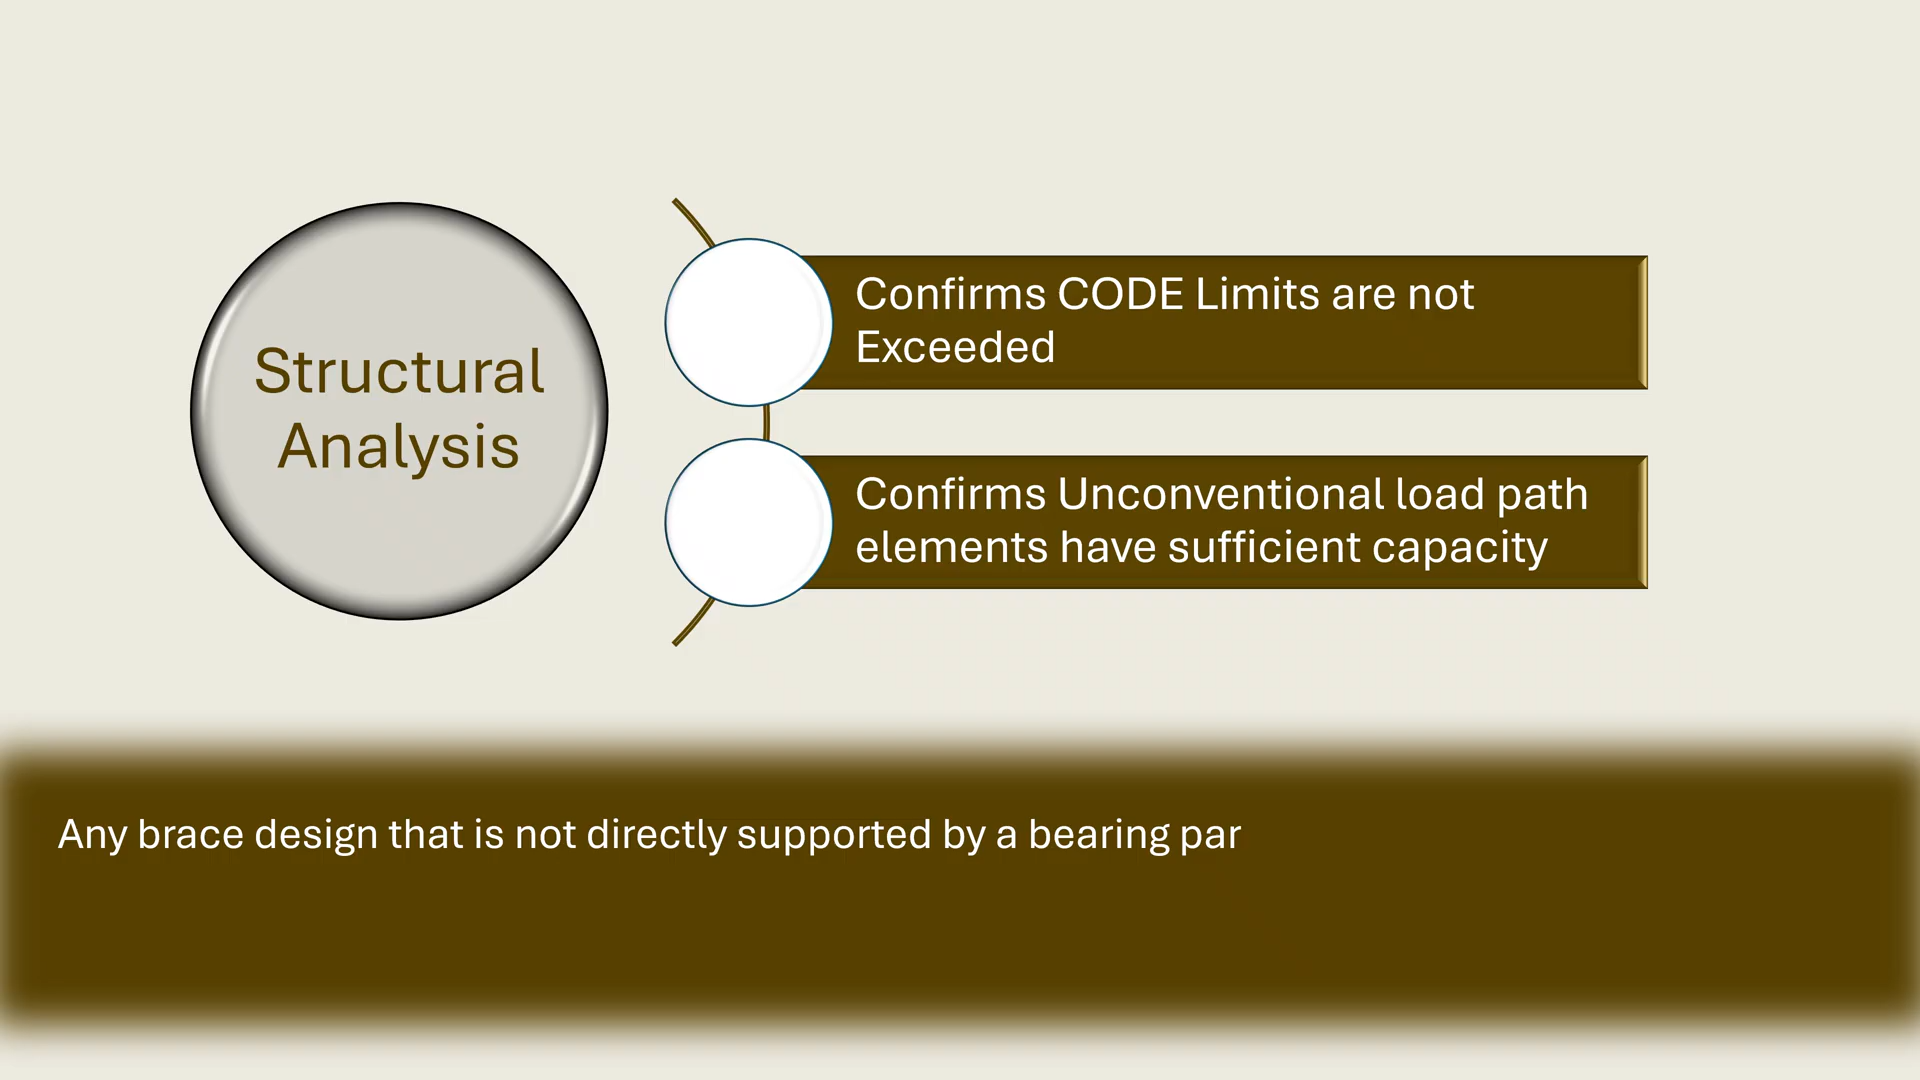 Structural
Analysis
Confirms CODE Limits are not
Exceeded
Confirms Unconventional load path
elements have sufficient capacity
Any brace design that is not directly supported by a bearing par